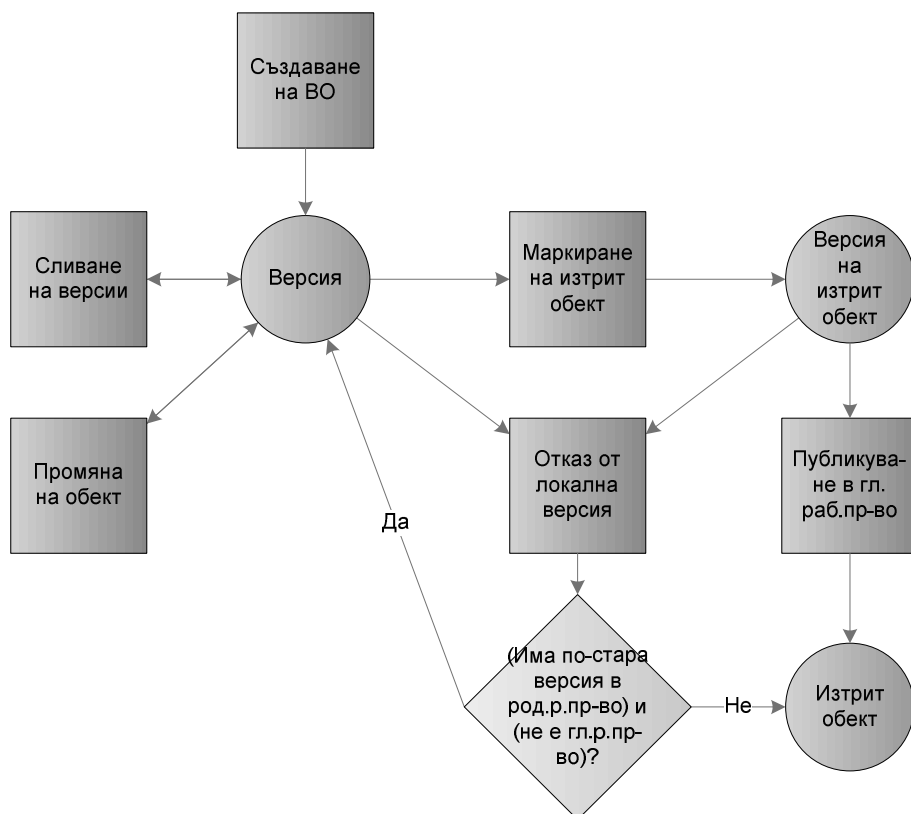 Създаване
на ВО
Сливане
на версии
Версия
Маркиране
на изтрит
обект
Версия
на
изтрит
обект
Промяна
на обект
Отказ от
локална
версия
Публикува-
не в гл.
раб.пр-во
Да
(Има по-стара
версия в
род.р.пр-во) и
(не е гл.р.пр-
во)?
Не
Изтрит
обект